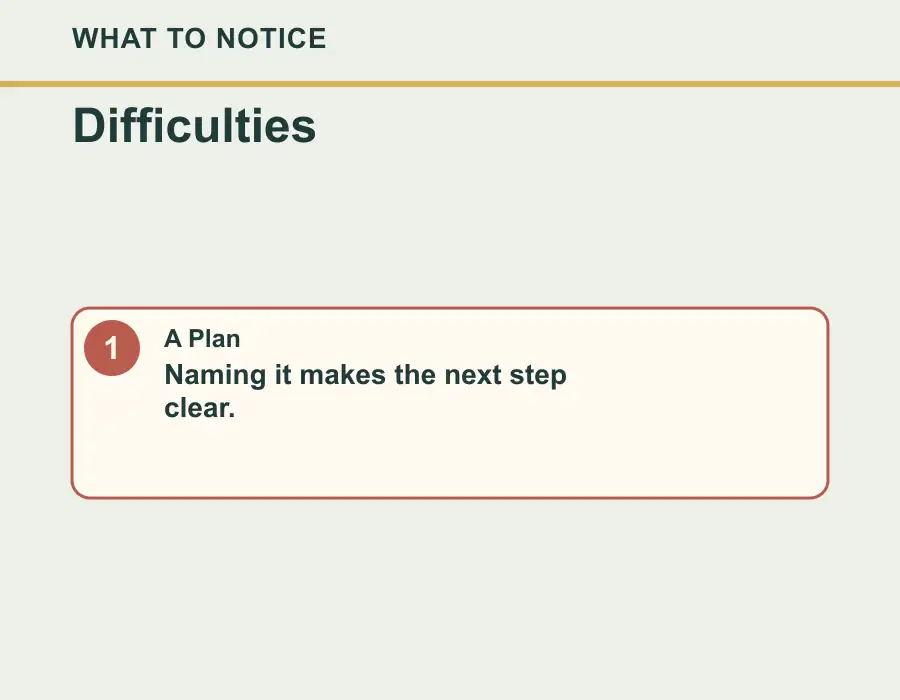 WHAT TO NOTICE
Difficulties
1
A Plan
Naming it makes the next step
clear.